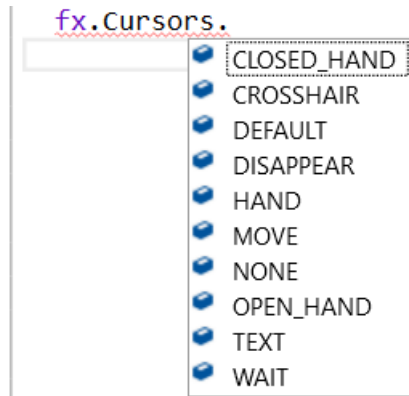 fx.Cursors.
CLOSED_HAND
CROSSHAIR
DEFAULT
DISAPPEAR
HAND
MOVE
NONE
OPEN_HAND
TEXT
WAIT